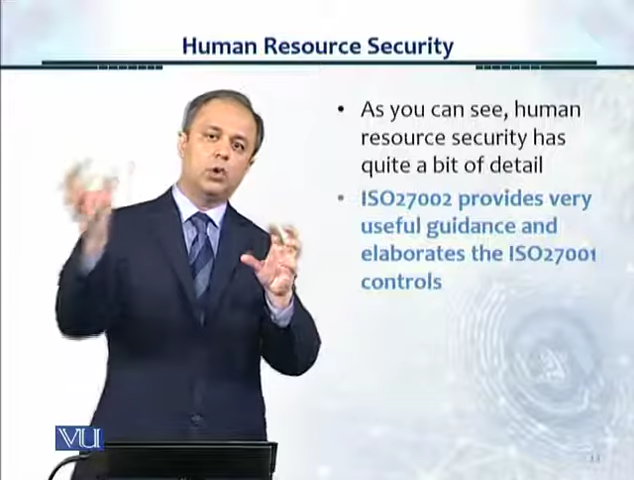 Human Resource Security
• As you can see, human
resource security has
quite a bit of detail
• ISO27002 provides very
useful guidance and
elaborates the ISO27001
controls
VU